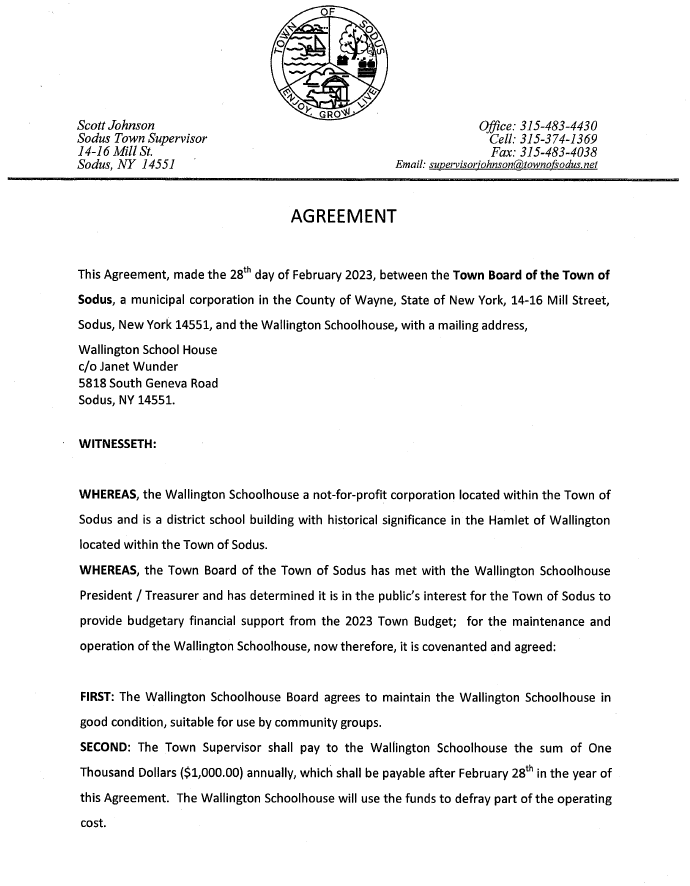 TOWN OF SODUS
ENJOY, GROW, LIVE
Scott Johnson
Sodus Town Supervisor
14-16 Mill St.
Sodus, NY 14551
Office: 315-483-4430
Cell: 315-374-1369
Fax: 315-483-4038
Email: supervisorjohnson@townofsodus.net
AGREEMENT
This Agreement, made the 28th day of February 2023, between the Town Board of the Town of
Sodus, a municipal corporation in the County of Wayne, State of New York, 14-16 Mill Street,
Sodus, New York 14551, and the Wallington Schoolhouse, with a mailing address,
Wallington School House
c/o Janet Wunder
5818 South Geneva Road
Sodus, NY 14551.
WITNESSETH:
WHEREAS, the Wallington Schoolhouse a not-for-profit corporation located within the Town of
Sodus and is a district school building with historical significance in the Hamlet of Wallington
located within the Town of Sodus.
WHEREAS, the Town Board of the Town of Sodus has met with the Wallington Schoolhouse
President / Treasurer and has determined it is in the public's interest for the Town of Sodus to
provide budgetary financial support from the 2023 Town Budget; for the maintenance and
operation of the Wallington Schoolhouse, now therefore, it is covenanted and agreed:
FIRST: The Wallington Schoolhouse Board agrees to maintain the Wallington Schoolhouse in
good condition, suitable for use by community groups.
SECOND: The Town Supervisor shall pay to the Wallington Schoolhouse the sum of One
Thousand Dollars ($1,000.00) annually, which shall be payable after February 28th in the year of
this Agreement. The Wallington Schoolhouse will use the funds to defray part of the operating
cost.